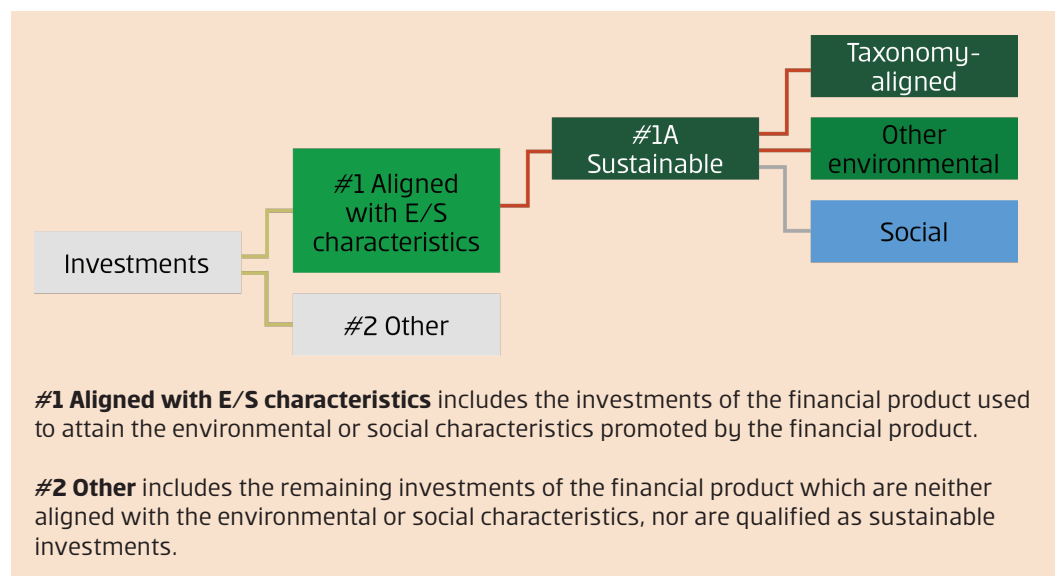 Taxonomy-
aligned
#1A
Sustainable
Other
environmental
#1 Aligned
with E/S
characteristics
Social
Investments
#2 Other
#1 Aligned with E/S characteristics includes the investments of the financial product used
to attain the environmental or social characteristics promoted by the financial product.
#2 Other includes the remaining investments of the financial product which are neither
aligned with the environmental or social characteristics, nor are qualified as sustainable
investments.